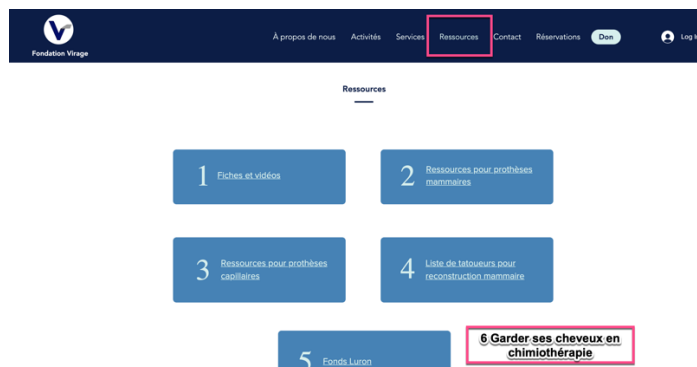 Fondation Virage
À propos de nous Activités Services Ressources Contact Réservations Don Log I
Ressources
1 Fiches et vidéos
2 Ressources pour prothèses
mammaires
3 Ressources pour prothèses
capillaires
4 Liste de tatoueurs pour
reconstruction mammaire
5 Fonds Luron
6 Garder ses cheveux en
chimiothérapie